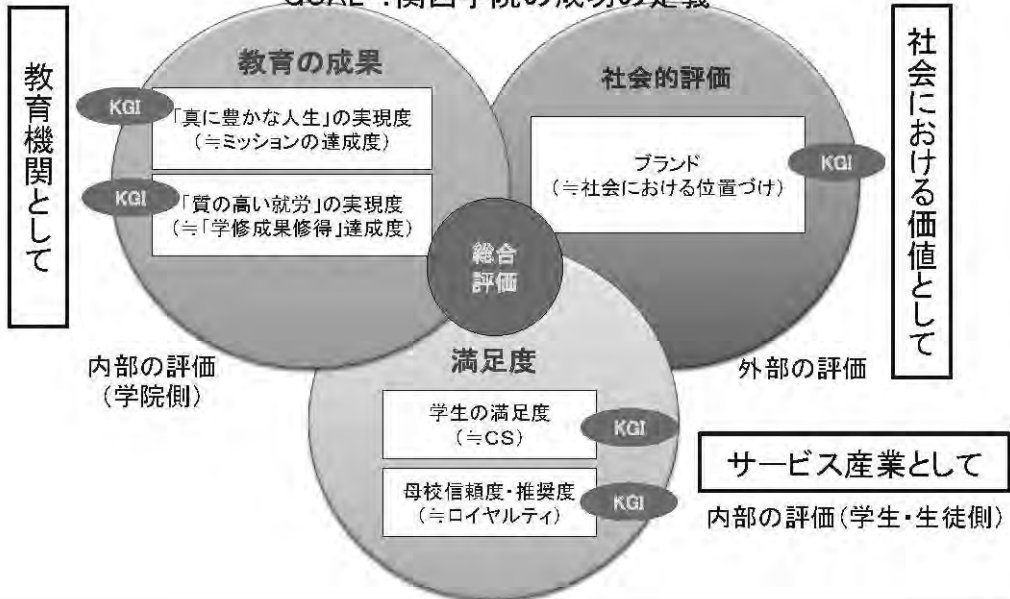 GOAL :関西学院の成功の定義
教育機関として
教育の成果
KGI
「真に豊かな人生」の実現度
(≒ミッションの達成度)
KGI
「質の高い就労」の実現度
(≒「学修成果修得」達成度)
内部の評価
(学院側)
社会的評価
ブランド
(≒社会における位置づけ)
KGI
社会における価値として
外部の評価
総合
評価
満足度
学生の満足度
(≒CS)
KGI
母校信頼度・推奨度
(≒ロイヤルティ)
KGI
サービス産業として
内部の評価(学生・生徒側)